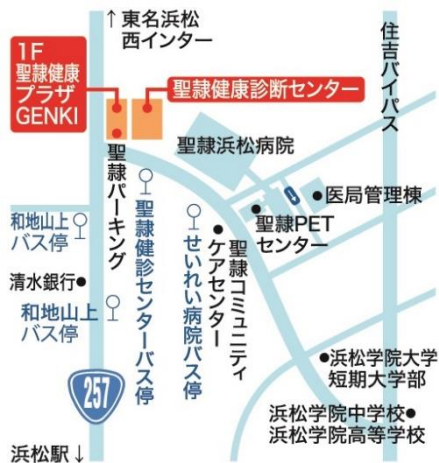 ↑東名浜松
西インター
1F
聖隷健康
プラザ
GENKI
聖隷健康診断センター
住吉バイパス
聖隷浜松病院
聖隷パーキング
医局管理棟
聖隷PET
センター
和地山上
バス停
聖隷健診センターバス停
せいれい病院バス停
聖隷コミュニティ
ケアセンター
清水銀行
和地山上
バス停
257
浜松学院大学
短期大学部
浜松学院中学校
浜松学院高等学校
浜松駅↓